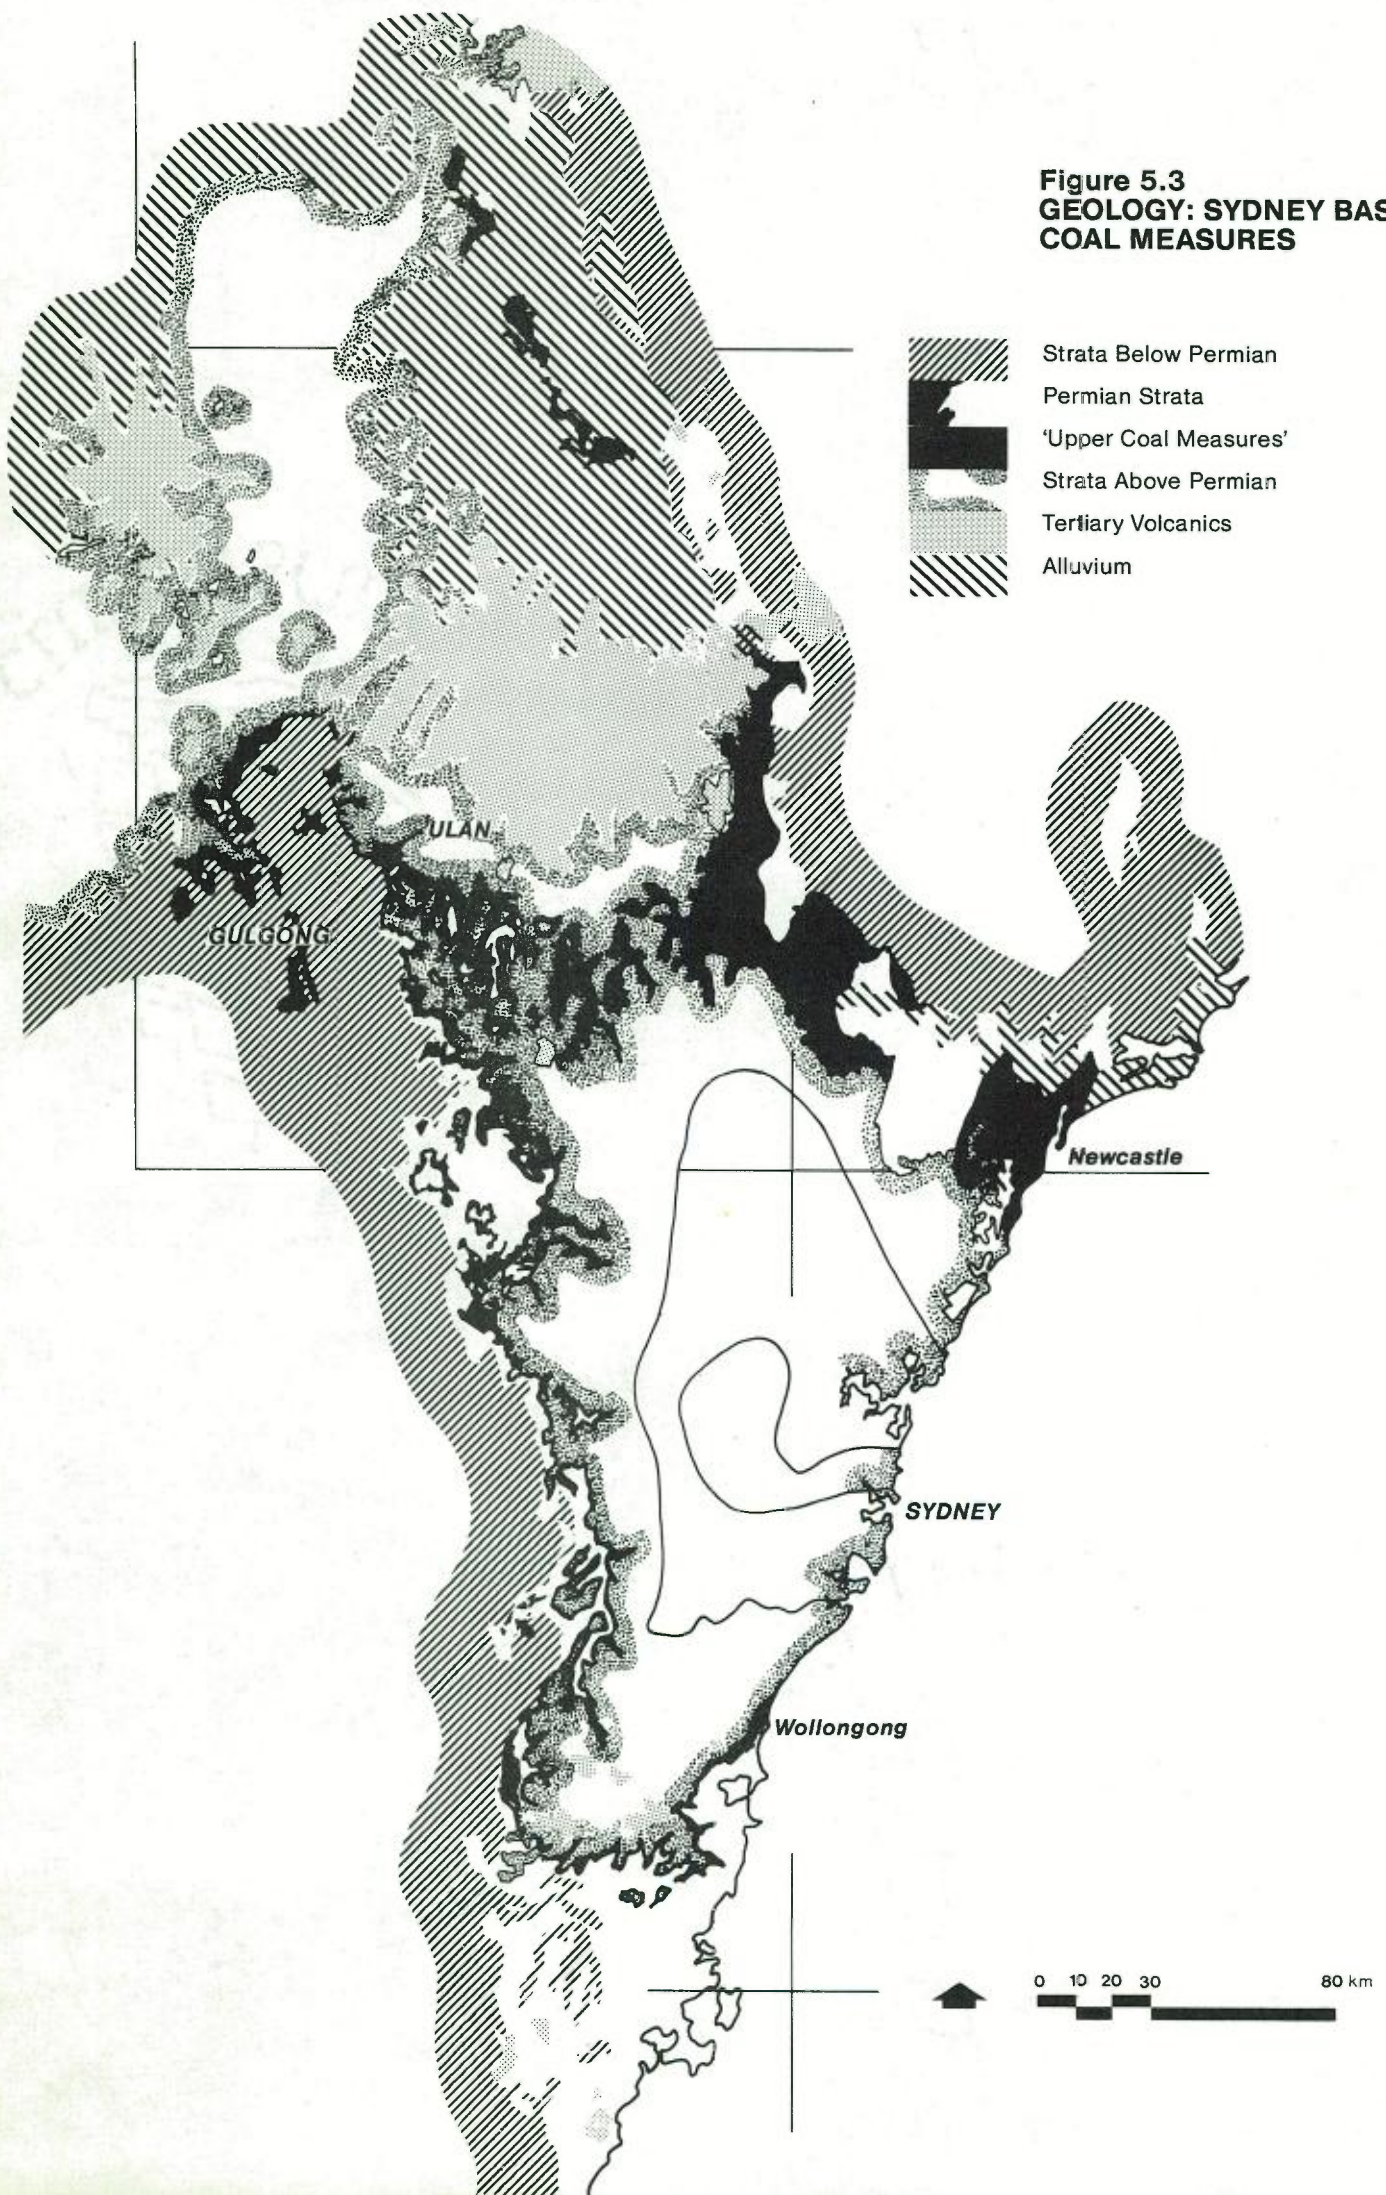 Figure 5.3
GEOLOGY: SYDNEY BAS
COAL MEASURES
Strata Below Permian
Permian Strata
‘Upper Coal Measures’
Strata Above Permian
Tertiary Volcanics
Alluvium
ULAN
GULGONG
Newcastle
SYDNEY
Wollongong
0 10 20 30 80 km